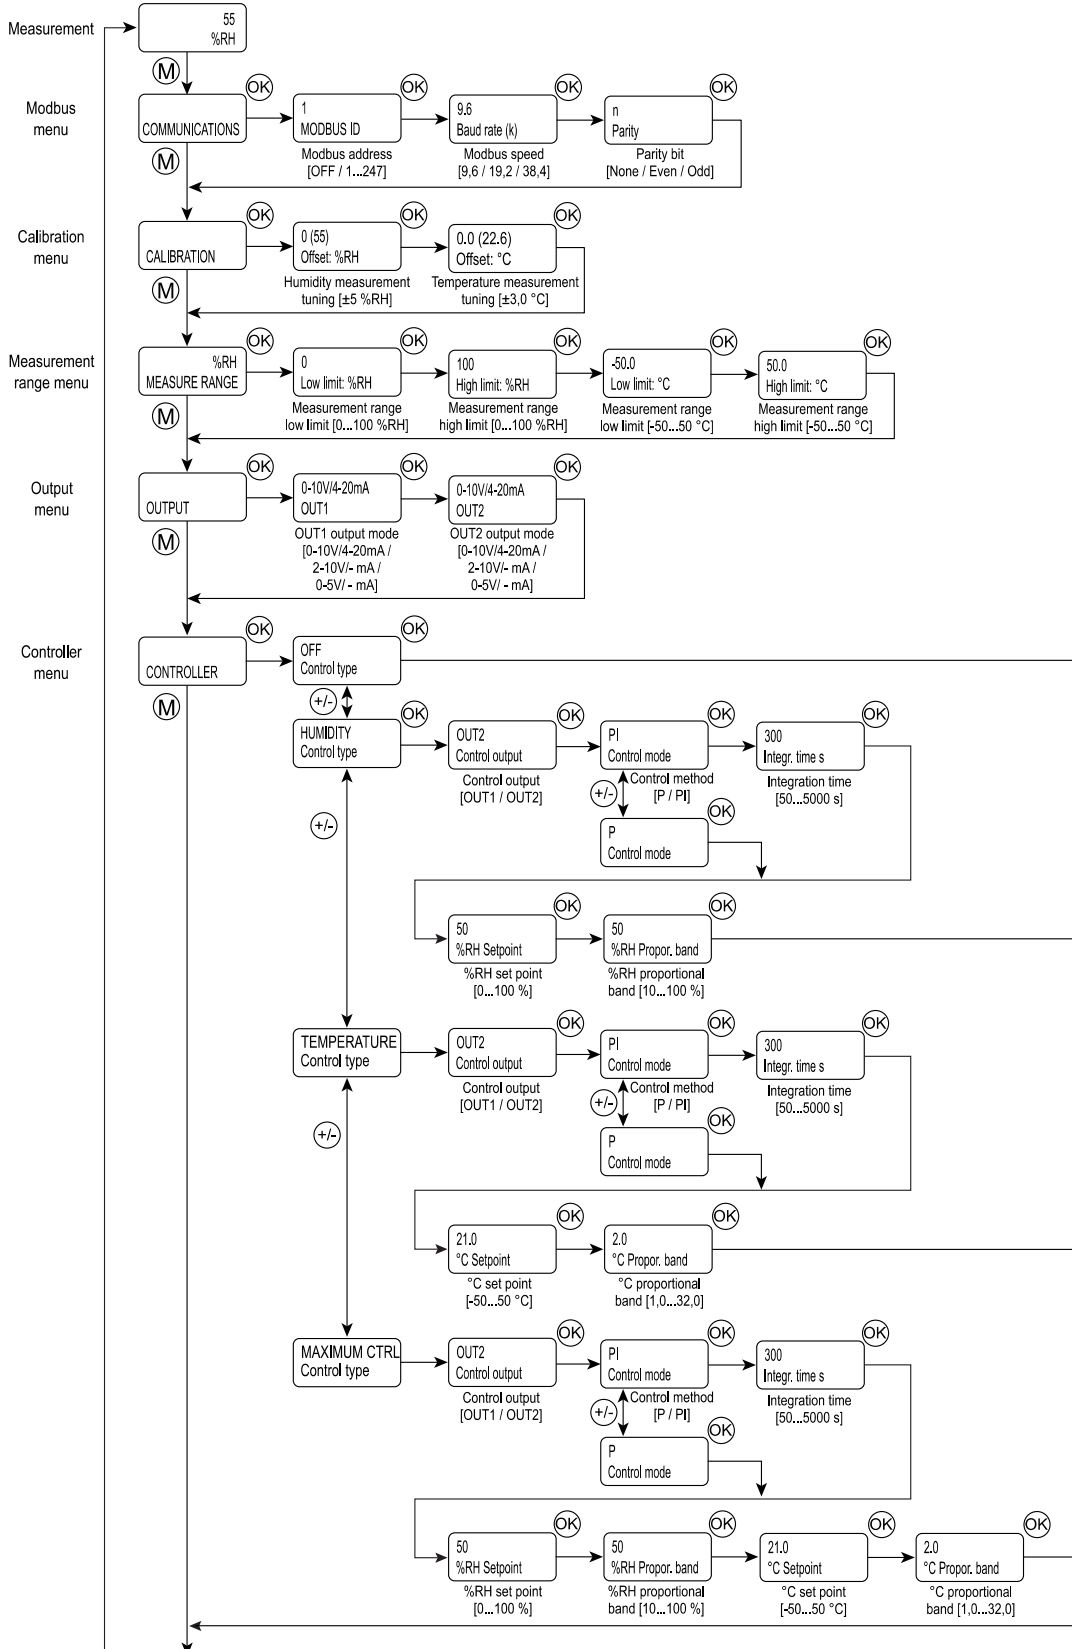 Measurement
55
%RH
M
Modbus
menu
COMMUNICATIONS
OK
1
MODBUS ID
OK
9.6
Baud rate (k)
OK
n
Parity
OK
Modbus address
[OFF / 1...247]
Modbus speed
[9,6 / 19,2 / 38,4]
Parity bit
[None / Even / Odd]
M
Calibration
menu
CALIBRATION
OK
0 (55)
Offset: %RH
OK
0.0 (22.6)
Offset: °C
OK
Humidity measurement
tuning [±5 %RH]
Temperature measurement
tuning [±3,0 °C]
M
Measurement
range menu
%RH
MEASURE RANGE
OK
0
Low limit: %RH
OK
100
High limit: %RH
OK
-50.0
Low limit: °C
OK
50.0
High limit: °C
OK
Measurement range
low limit [0...100 %RH]
Measurement range
high limit [0...100 %RH]
Measurement range
low limit [-50...50 °C]
Measurement range
high limit [-50...50 °C]
M
Output
menu
OUTPUT
OK
0-10V/4-20mA
OUT1
OK
0-10V/4-20mA
OUT2
OK
OUT1 output mode
[0-10V/4-20mA /
2-10V/- mA /
0-5V/ - mA]
OUT2 output mode
[0-10V/4-20mA /
2-10V/- mA /
0-5V/ - mA]
M
Controller
menu
CONTROLLER
OK
OFF
Control type
OK
M
+/-
HUMIDITY
Control type
OK
OUT2
Control output
OK
PI
Control mode
OK
300
Integr. time s
OK
Control output
[OUT1 / OUT2]
Control method
[P / PI]
Integration time
[50...5000 s]
+/-
P
Control mode
OK
+/-
50
%RH Setpoint
OK
50
%RH Propor. band
OK
%RH set point
[0...100 %]
%RH proportional
band [10...100 %]
TEMPERATURE
Control type
OUT2
Control output
OK
PI
Control mode
OK
300
Integr. time s
OK
Control output
[OUT1 / OUT2]
Control method
[P / PI]
Integration time
[50...5000 s]
+/-
P
Control mode
OK
+/-
21.0
°C Setpoint
OK
2.0
°C Propor. band
OK
°C set point
[-50...50 °C]
°C proportional
band [1,0...32,0]
MAXIMUM CTRL
Control type
OUT2
Control output
OK
PI
Control mode
OK
300
Integr. time s
OK
Control output
[OUT1 / OUT2]
Control method
[P / PI]
Integration time
[50...5000 s]
+/-
P
Control mode
OK
50
%RH Setpoint
OK
50
%RH Propor. band
OK
21.0
°C Setpoint
OK
2.0
°C Propor. band
OK
%RH set point
[0...100 %]
%RH proportional
band [10...100 %]
°C set point
[-50...50 °C]
°C proportional
band [1,0...32,0]